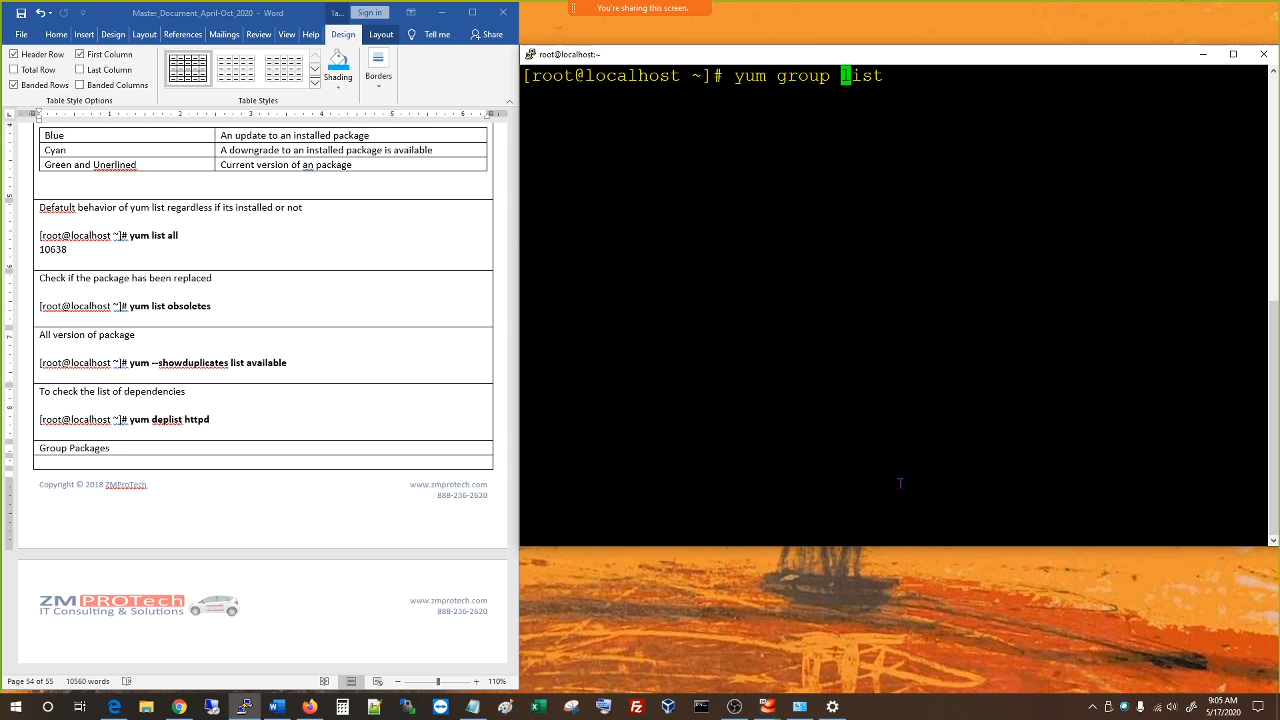 Master_Document_April-Oct_2020 - Word
Ta...
Sign in
File
Home
Insert
Draw
Design
Layout
References
Mailings
Review
View
Help
Design
Layout
Tell me
Share
Header Row
First Column
Total Row
Last Column
Banded Rows
Banded Columns
Table Style Options
Table Styles
Shading
Borders
Blue
An update to an installed package
Cyan
A downgrade to an installed package is available
Green and Unerlined
Current version of an package
Defatult behavior of yum list regardless if its installed or not
[root@localhost ~]# yum list all
10638
Check if the package has been replaced
[root@localhost ~]# yum list obsoletes
All version of package
[root@localhost ~]# yum --showduplicates list available
To check the list of dependencies
[root@localhost ~]# yum deplist httpd
Group Packages
Copyright © 2018 ZMProTech
www.zmprotech.com
888-236-2620
ZMPROTech
IT Consulting & Solutions
www.zmprotech.com
888-236-2620
Page 54 of 55
10560 words
110%
You're sharing this screen.
root@localhost:~
[root@localhost ~]# yum group list
9:05 AM
5/17/2020